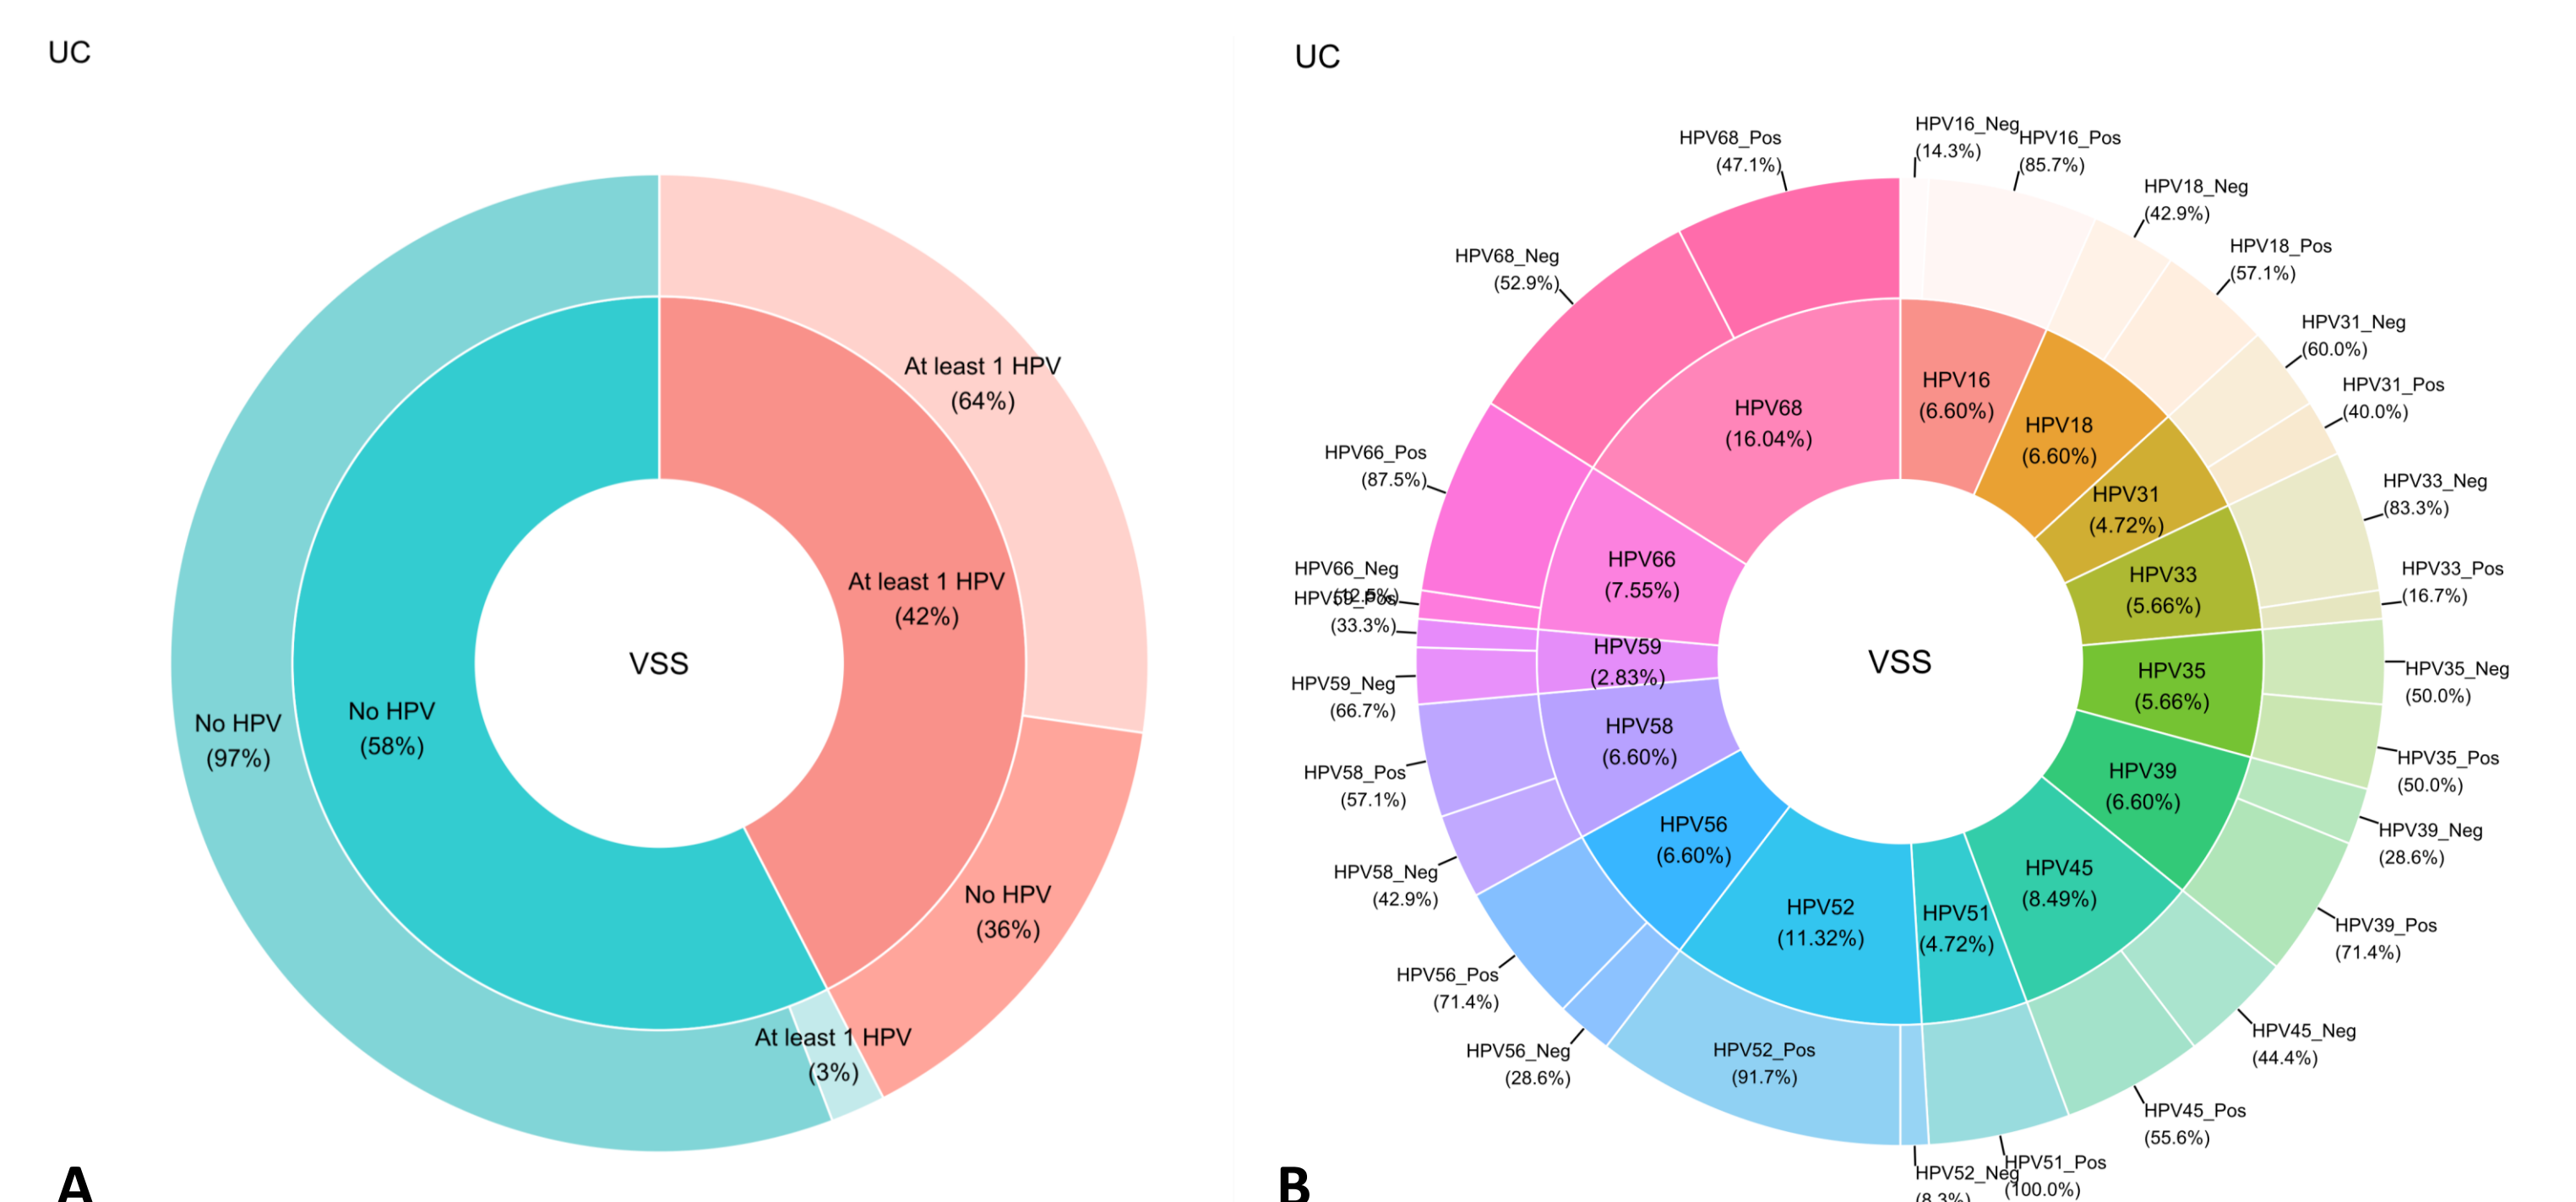 UC
At least 1 HPV
(64%)
At least 1 HPV
(42%)
VSS
No HPV
(58%)
No HPV
(97%)
No HPV
(36%)
At least 1 HPV
(3%)
A
UC
HPV16_Neg
(14.3%)
HPV16_Pos
(85.7%)
HPV18_Neg
(42.9%)
HPV18_Pos
(57.1%)
HPV31_Neg
(60.0%)
HPV31_Pos
(40.0%)
HPV33_Neg
(83.3%)
HPV33_Pos
(16.7%)
HPV35_Neg
(50.0%)
HPV35_Pos
(50.0%)
HPV39_Neg
(28.6%)
HPV39_Pos
(71.4%)
HPV45_Neg
(44.4%)
HPV45_Pos
(55.6%)
HPV51_Pos
(100.0%)
HPV52_Neg
(8.3%)
HPV52_Pos
(91.7%)
HPV56_Neg
(28.6%)
HPV56_Pos
(71.4%)
HPV58_Neg
(42.9%)
HPV58_Pos
(57.1%)
HPV59_Neg
(66.7%)
HPV59_Pos
(33.3%)
HPV66_Neg
(12.5%)
HPV66_Pos
(87.5%)
HPV68_Neg
(52.9%)
HPV68_Pos
(47.1%)
HPV16
(6.60%)
HPV18
(6.60%)
HPV31
(4.72%)
HPV33
(5.66%)
HPV35
(5.66%)
HPV39
(6.60%)
HPV45
(8.49%)
HPV51
(4.72%)
HPV52
(11.32%)
HPV56
(6.60%)
HPV58
(6.60%)
HPV59
(2.83%)
HPV66
(7.55%)
HPV68
(16.04%)
VSS
B